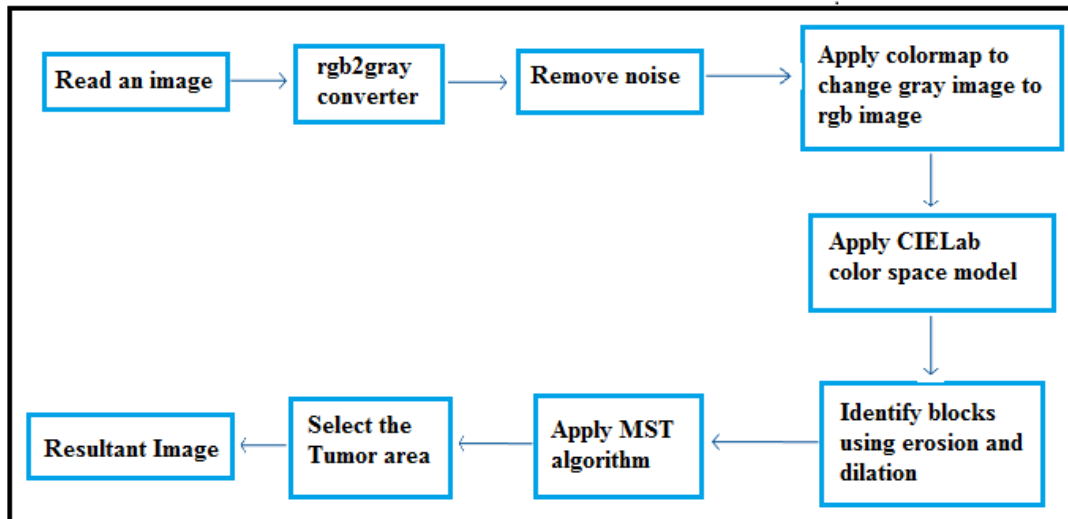 Read an image
rgb2gray
converter
Remove noise
Apply colormap to
change gray image to
rgb image
Apply CIELab
color space model
Identify blocks
using erosion and
dilation
Apply MST
algorithm
Select the
Tumor area
Resultant Image